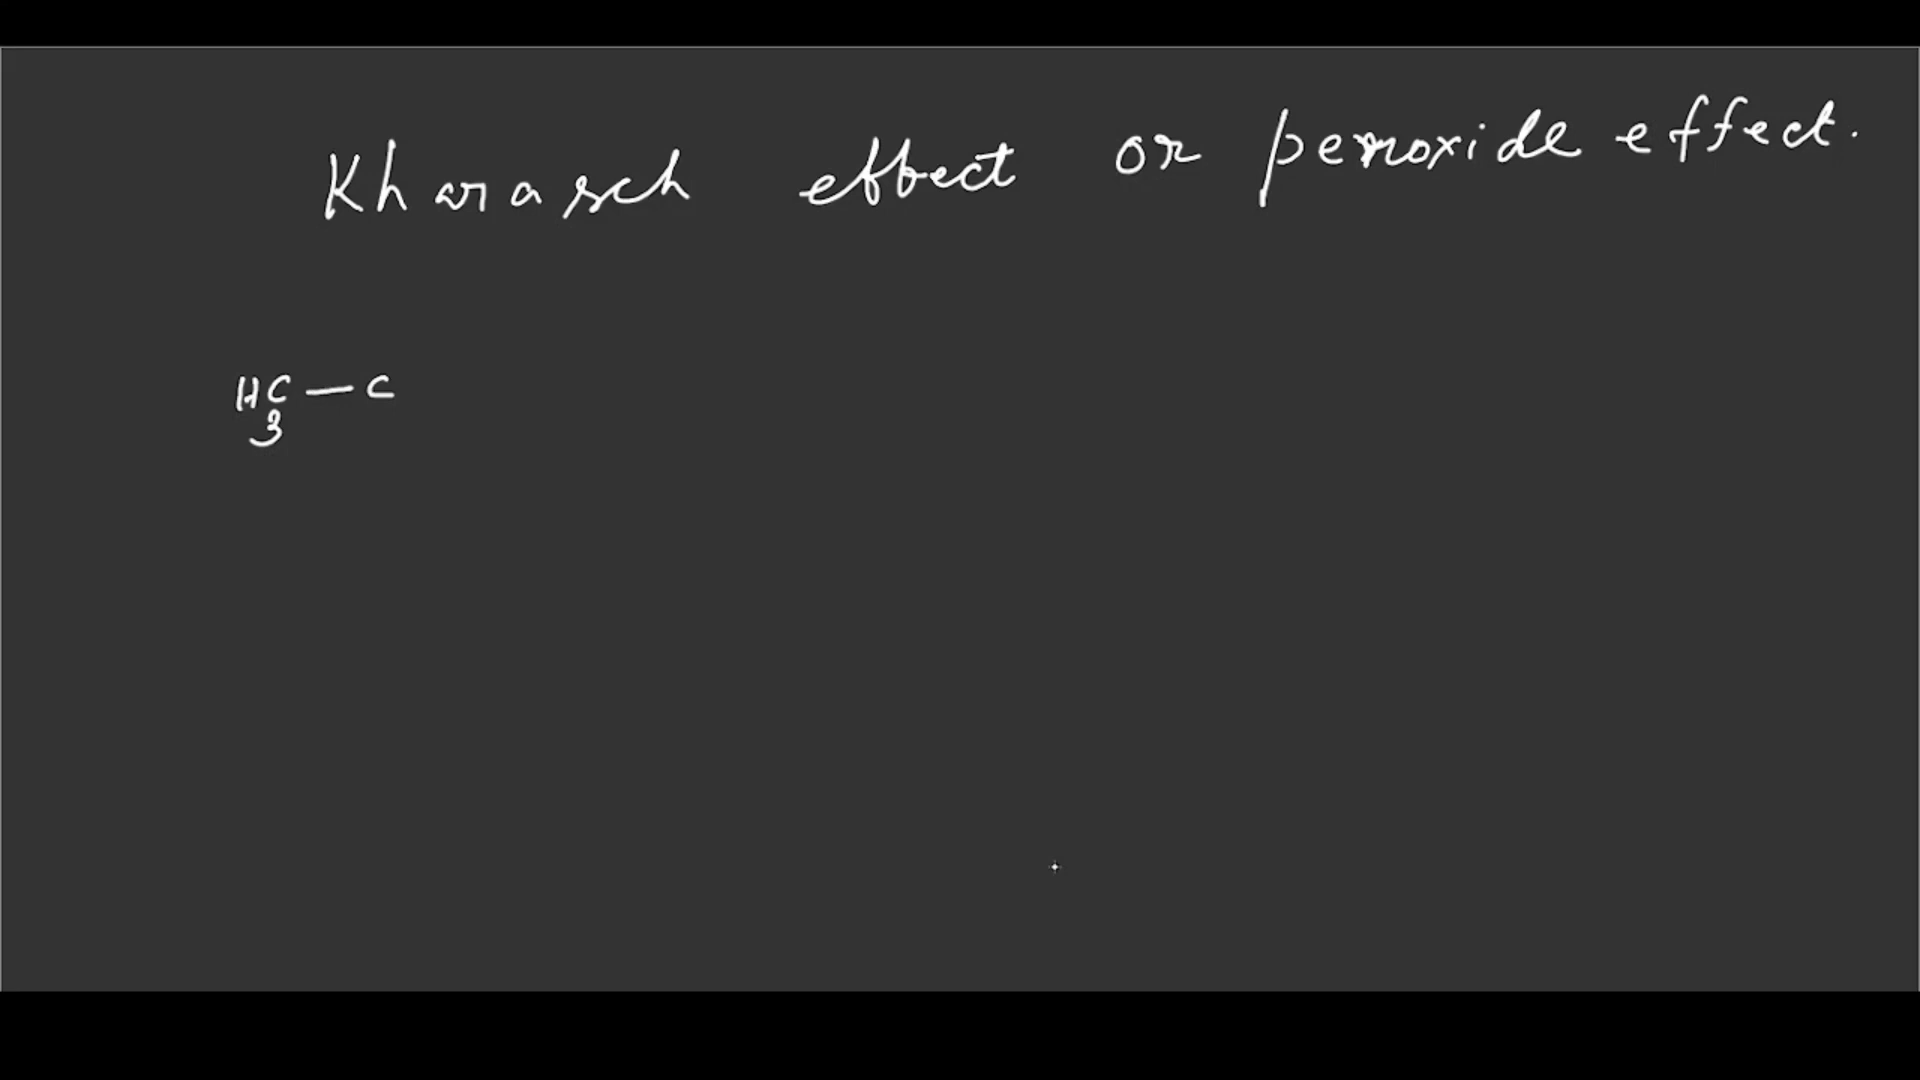 Kharasch effect or peroxide effect.
H₃C — C